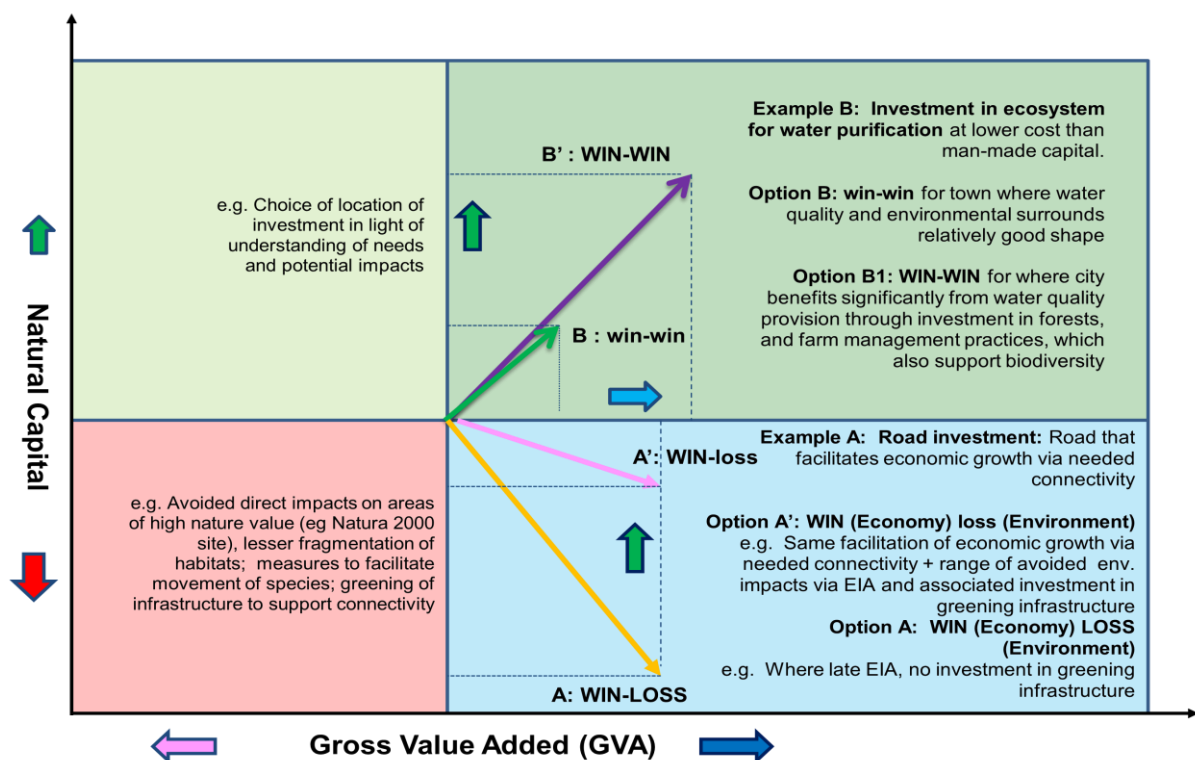 Example B: Investment in ecosystem
for water purification at lower cost than
man-made capital.
B’ : WIN-WIN
Option B: win-win for town where water
quality and environmental surrounds
relatively good shape
e.g. Choice of location of
investment in light of
understanding of needs
and potential impacts
Option B1: WIN-WIN for where city
benefits significantly from water quality
provision through investment in forests,
and farm management practices, which
also support biodiversity
B : win-win
Natural Capital
Example A: Road investment: Road that
facilitates economic growth via needed
connectivity
A’: WIN-loss
e.g. Avoided direct impacts on areas
of high nature value (eg Natura 2000
site), lesser fragmentation of
habitats; measures to facilitate
movement of species; greening of
infrastructure to support connectivity
Option A’: WIN (Economy) loss (Environment)
e.g. Same facilitation of economic growth via
needed connectivity + range of avoided env.
impacts via EIA and associated investment in
greening infrastructure
Option A: WIN (Economy) LOSS
(Environment)
e.g. Where late EIA, no investment in greening
infrastructure
A: WIN-LOSS
Gross Value Added (GVA)